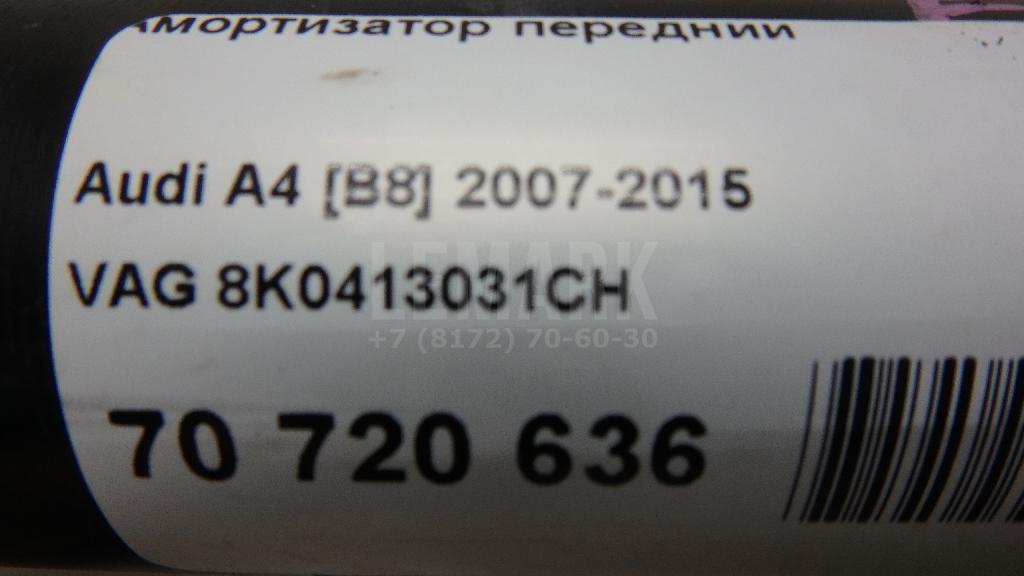 Амортизатор передний
Audi A4 [B8] 2007-2015
VAG 8K0413031CH
LEMARK
+7 (8172) 70-60-30
70 720 636